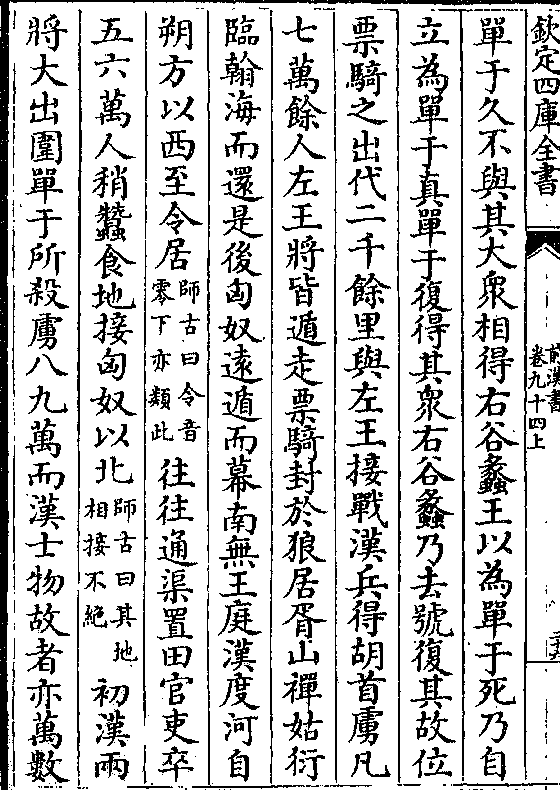 欽定四庫全書
前漢書
卷九十四上
單于久不與其大衆相得右谷蠡王以為單于死乃自
立為單于真單于復得其衆右谷蠡乃去號復其故位
票騎之出代二千餘里與左王接戰漢兵得胡首虜凡
七萬餘人左王將皆遁走票騎封於狼居胥山禪姑衍
臨翰海而還是後匈奴遠遁而幕南無王庭漢度河自
朔方以西至令居師古曰令音零下亦類此往往通渠置田官吏卒
五六萬人稍蠶食地接匈奴以北師古曰其地相接不絶初漢兩
將大出圍單于所殺虜八九萬而漢士物故者亦萬數